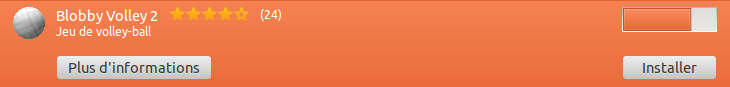 Blobby Volley 2 (24)
Jeu de volley-ball
Plus d'informations Installer